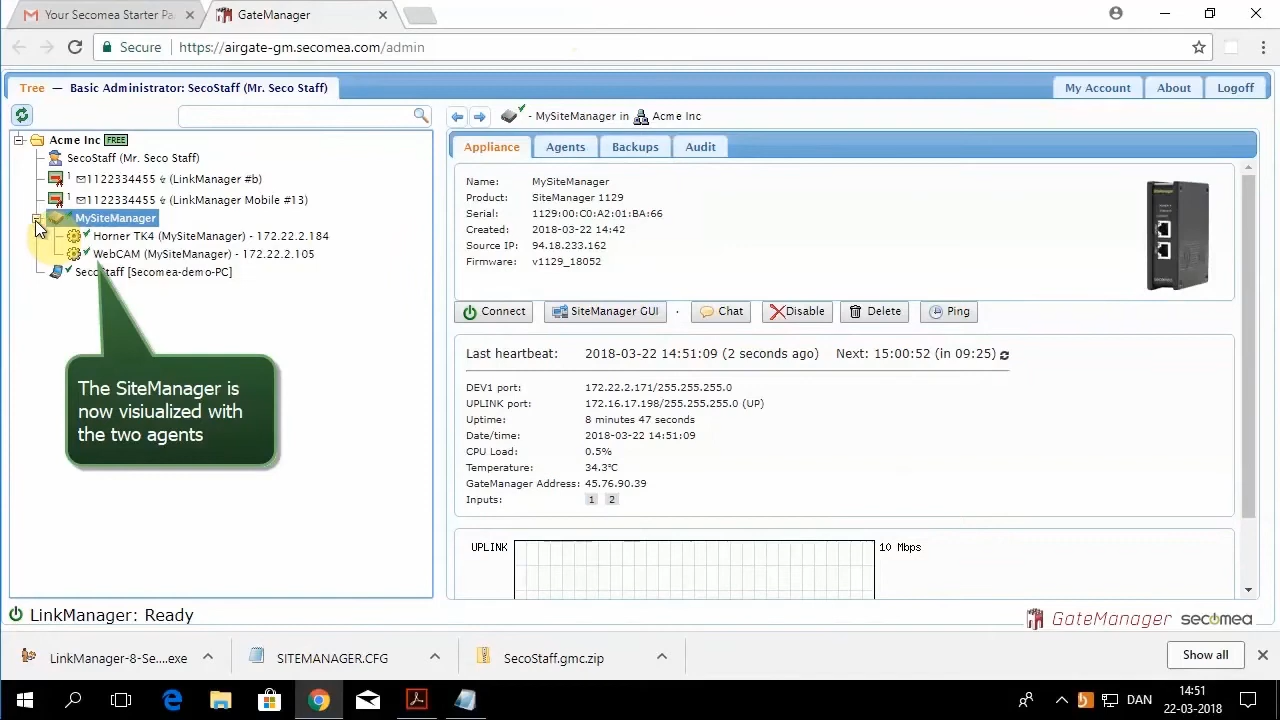 Your Secomea Starter Pa
GateManager
Secure
https://airgate-gm.secomea.com/admin
Tree — Basic Administrator: SecoStaff (Mr. Seco Staff)
My Account
About
Logoff
- MySiteManager in Acme Inc
Acme Inc FREE
SecoStaff (Mr. Seco Staff)
1 1122334455 (LinkManager #b)
1 1122334455 (LinkManager Mobile #13)
MySiteManager
Horner TK4 (MySiteManager) - 172.22.2.184
WebCAM (MySiteManager) - 172.22.2.105
SecoStaff [Secomea-demo-PC]
The SiteManager is
now visiualized with
the two agents
Appliance
Agents
Backups
Audit
Name: MySiteManager
Product: SiteManager 1129
Serial: 1129:00:C0:A2:01:BA:66
Created: 2018-03-22 14:42
Source IP: 94.18.233.162
Firmware: v1129_18052
Connect
SiteManager GUI
Chat
Disable
Delete
Ping
Last heartbeat: 2018-03-22 14:51:09 (2 seconds ago) Next: 15:00:52 (in 09:25)
DEV1 port: 172.22.2.171/255.255.255.0
UPLINK port: 172.16.17.198/255.255.255.0 (UP)
Uptime: 8 minutes 47 seconds
Date/time: 2018-03-22 14:51:09
CPU Load: 0.5%
Temperature: 34.3°C
GateManager Address: 45.76.90.39
Inputs: 1 2
UPLINK
10 Mbps
LinkManager: Ready
GateManager secomea
LinkManager-8-Se....exe
SITEMANAGER.CFG
SecoStaff.gmc.zip
Show all
DAN
14:51
22-03-2018